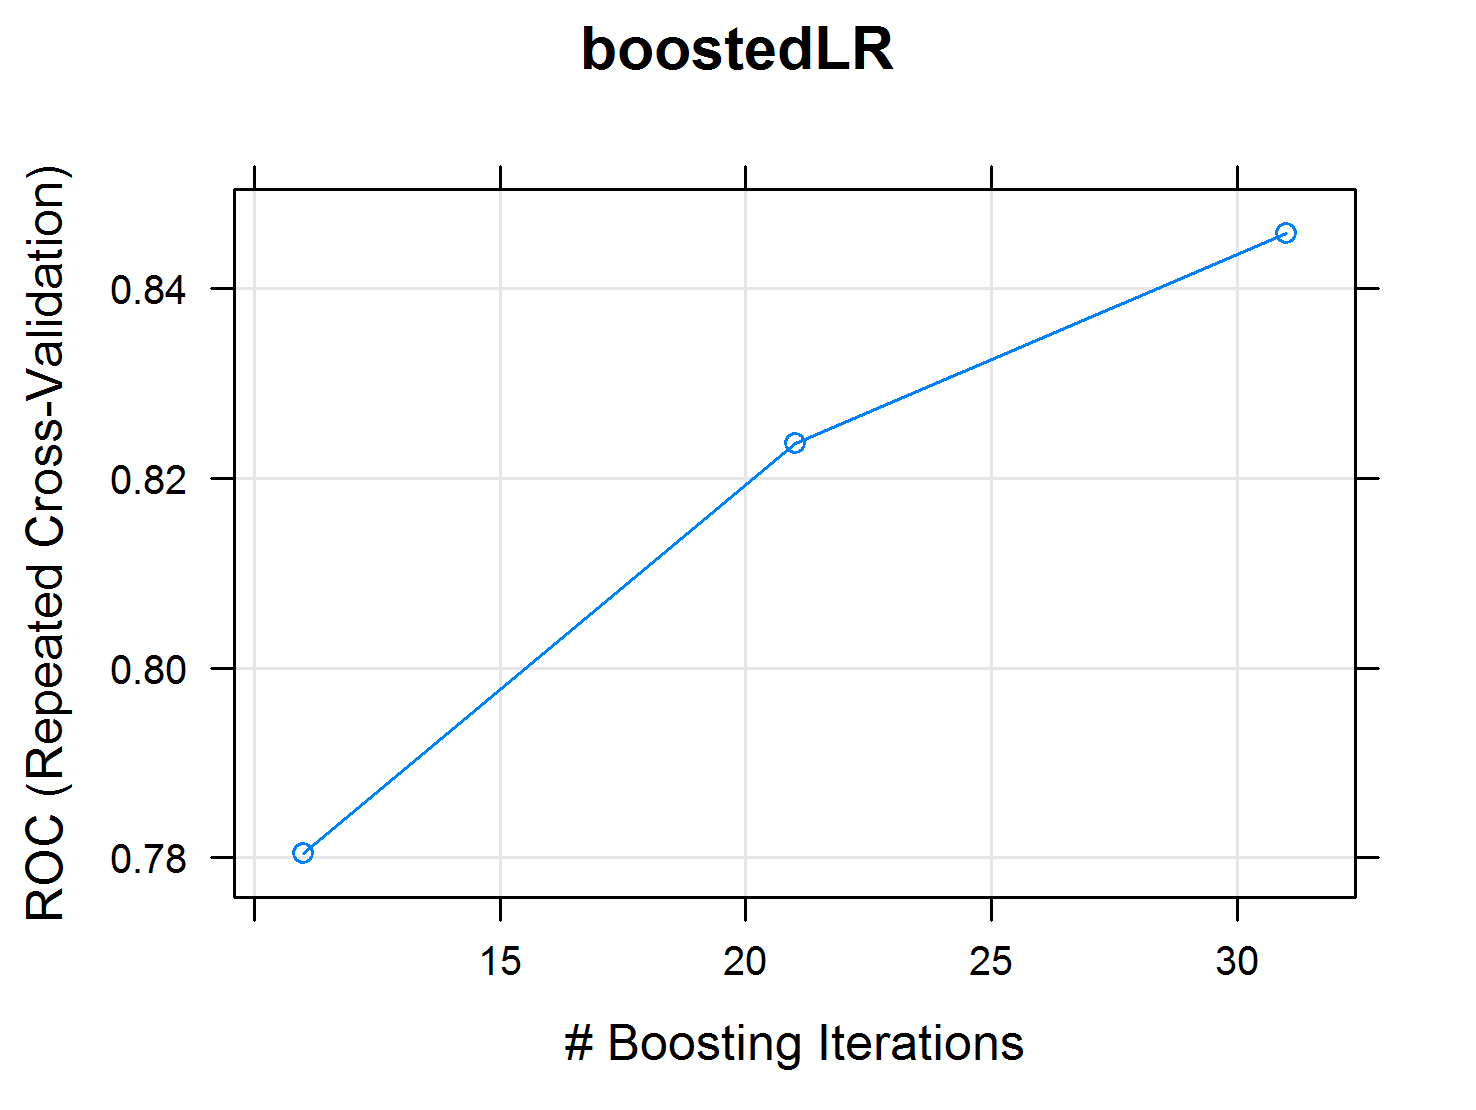 boostedLR
ROC (Repeated Cross-Validation)
0.84
0.82
0.80
0.78
15 20 25 30
# Boosting Iterations